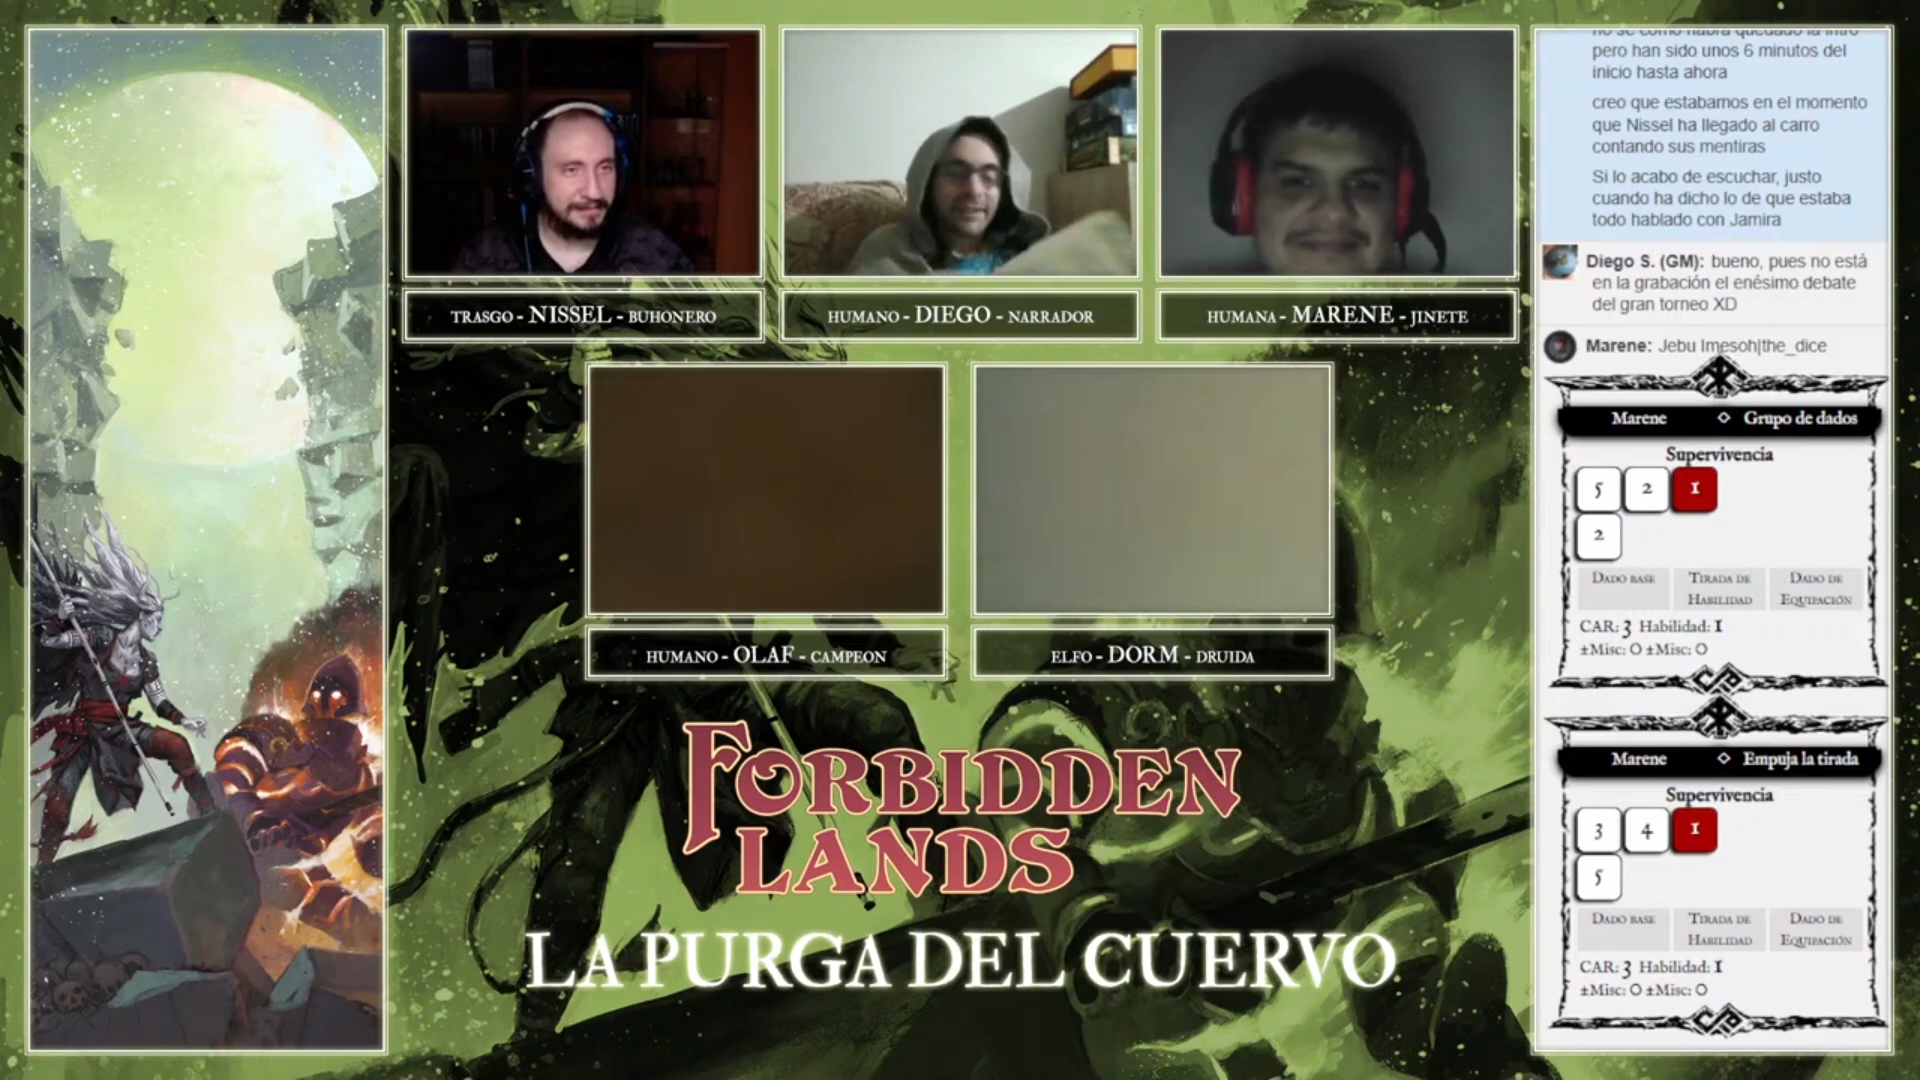 TRASGO - NISSEL - BUHONERO
HUMANO - DIEGO - NARRADOR
HUMANA - MARENE - JINETE
HUMANO - OLAF - CAMPEON
ELFO - DORM - DRUIDA
FORBIDDEN
LANDS
LA PURGA DEL CUERVO
no se como habra quedado la intro
pero han sido unos 6 minutos del
inicio hasta ahora
creo que estabamos en el momento
que Nissel ha llegado al carro
contando sus mentiras
Si lo acabo de escuchar, justo
cuando ha dicho lo de que estaba
todo hablado con Jamira
Diego S. (GM): bueno, pues no está
en la grabación el enésimo debate
del gran torneo XD
Marene: Jebu Imesoh|the_dice
Marene ◇ Grupo de dados
Supervivencia
5 2 1
2
DADO BASE TIRADA DE HABILIDAD DADO DE EQUIPACIÓN
CAR: 3 Habilidad: 1
±Misc: 0 ±Misc: 0
Marene ◇ Empuja la tirada
Supervivencia
3 4 1
5
DADO BASE TIRADA DE HABILIDAD DADO DE EQUIPACIÓN
CAR: 3 Habilidad: 1
±Misc: 0 ±Misc: 0